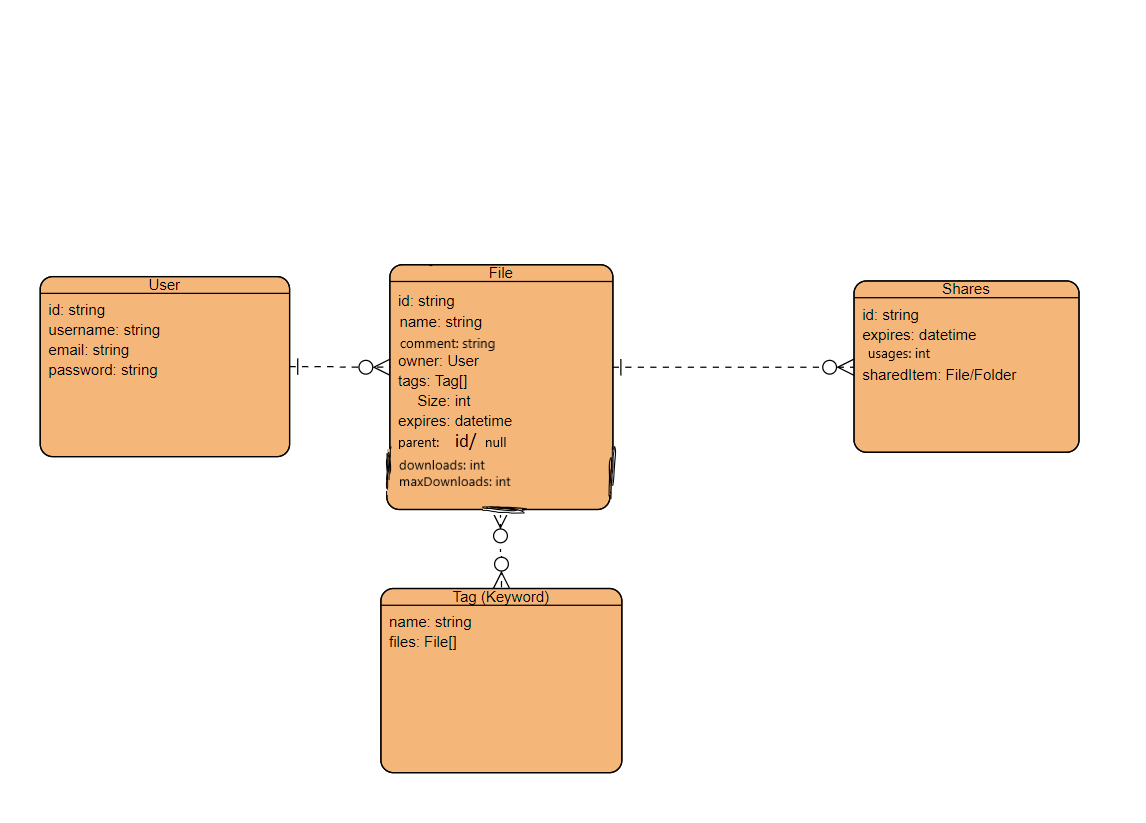 User
id: string
username: string
email: string
password: string
File
id: string
name: string
comment: string
owner: User
tags: Tag[]
Size: int
expires: datetime
parent: id/ null
downloads: int
maxDownloads: int
Shares
id: string
expires: datetime
usages: int
sharedItem: File/Folder
Tag (Keyword)
name: string
files: File[]